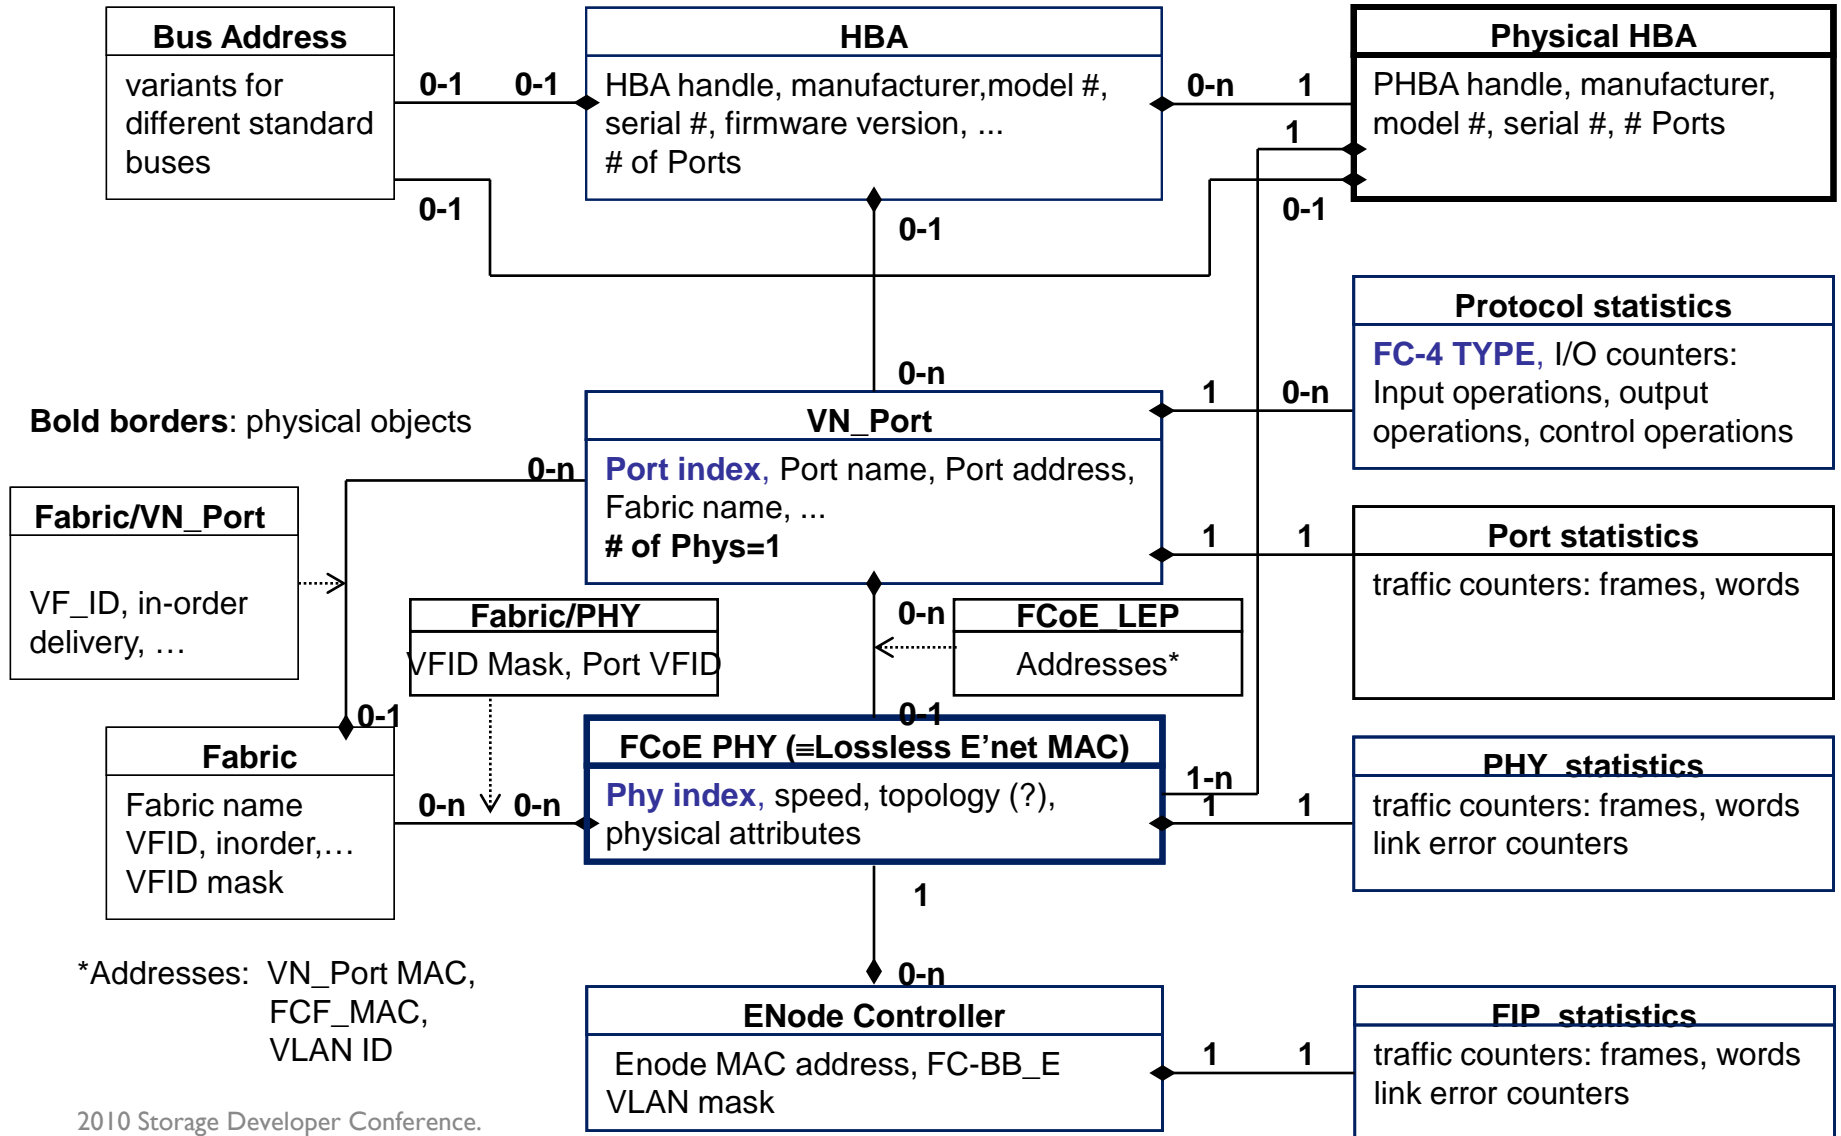 Bus Address
variants for
different standard
buses
0-1
0-1
0-1
HBA
HBA handle, manufacturer,model #,
serial #, firmware version, ...
# of Ports
0-n
1
1
0-1
0-1
Physical HBA
PHBA handle, manufacturer,
model #, serial #, # Ports
0-n
Protocol statistics
FC-4 TYPE, I/O counters:
Input operations, output
operations, control operations
1
0-n
Bold borders: physical objects
VN_Port
Port index, Port name, Port address,
Fabric name, ...
# of Phys=1
0-n
Fabric/VN_Port
VF_ID, in-order
delivery, …
1
1
Port statistics
traffic counters: frames, words
Fabric/PHY
VFID Mask, Port VFID
0-n
FCoE_LEP
Addresses*
0-1
0-1
Fabric
Fabric name
VFID, inorder,…
VFID mask
0-n
0-n
FCoE PHY (≡Lossless E’net MAC)
Phy index, speed, topology (?),
physical attributes
1-n
1
1
PHY statistics
traffic counters: frames, words
link error counters
1
0-n
*Addresses: VN_Port MAC,
FCF_MAC,
VLAN ID
ENode Controller
Enode MAC address, FC-BB_E
VLAN mask
1
1
FIP statistics
traffic counters: frames, words
link error counters
2010 Storage Developer Conference.